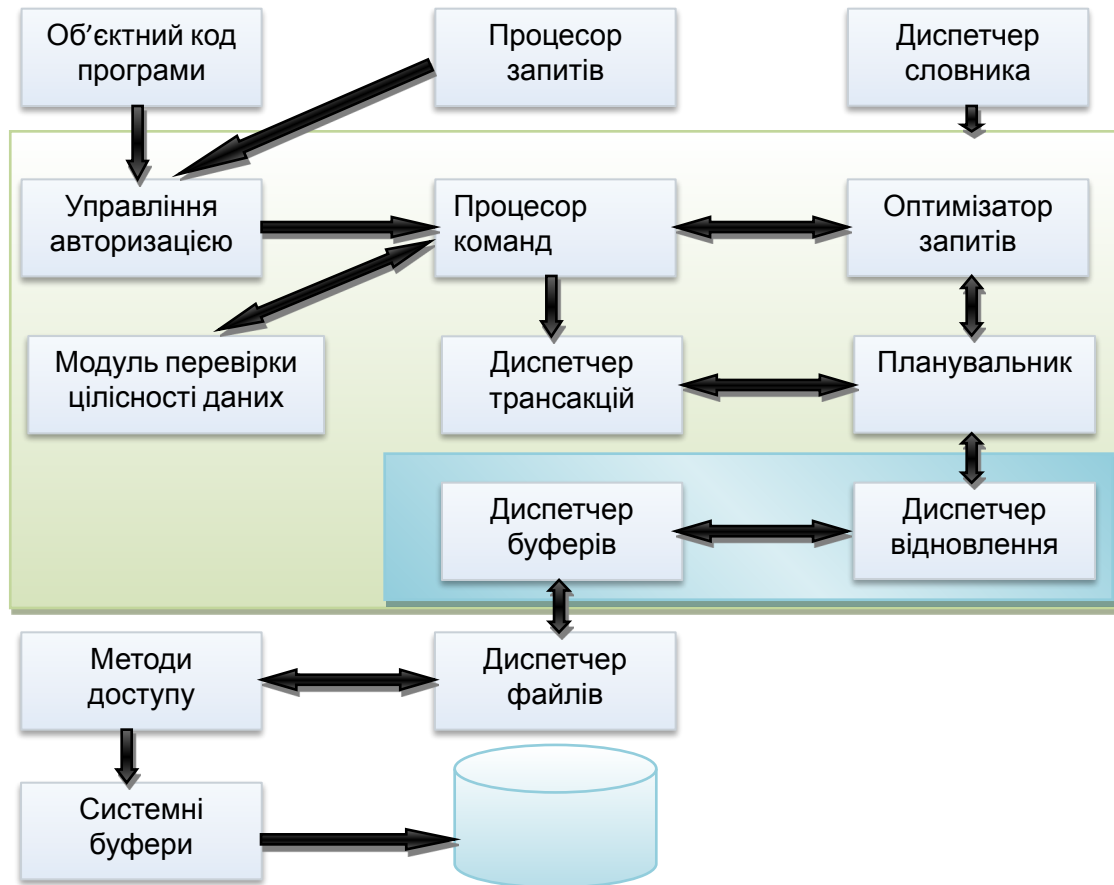 Об’єктний код
програми
Процесор
запитів
Диспетчер
словника
Управління
авторизацією
Процесор
команд
Оптимізатор
запитів
Модуль перевірки
цілісності даних
Диспетчер
трансакцій
Планувальник
Диспетчер
буферів
Диспетчер
відновлення
Методи
доступу
Диспетчер
файлів
Системні
буфери